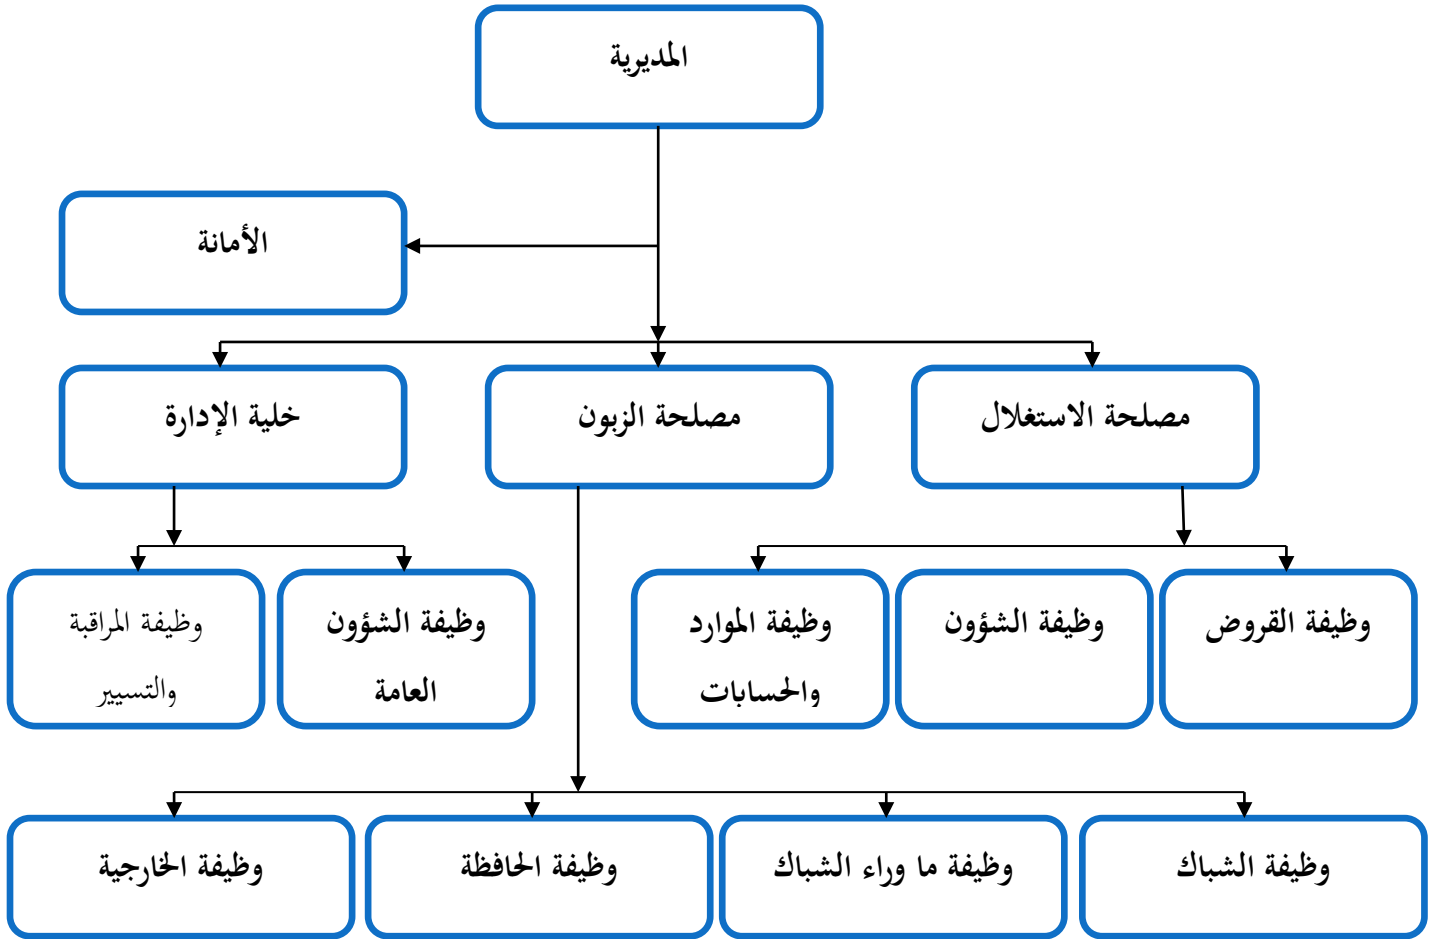 المديرية
الأمانة
مصلحة الاستغلال
مصلحة الزبون
خلية الإدارة
وظيفة القروض
وظيفة الشؤون
وظيفة الموارد
والحسابات
وظيفة الشؤون
العامة
وظيفة المراقبة
والتسيير
وظيفة الشباك
وظيفة ما وراء الشباك
وظيفة الحافظة
وظيفة الخارجية